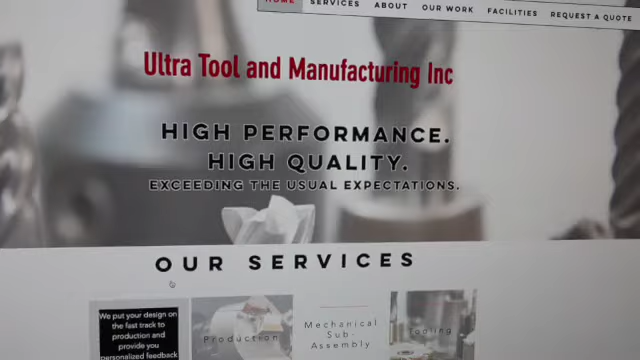 HOME SERVICES ABOUT OUR WORK FACILITIES REQUEST A QUOTE
Ultra Tool and Manufacturing Inc
HIGH PERFORMANCE.
HIGH QUALITY.
EXCEEDING THE USUAL EXPECTATIONS.
OUR SERVICES
We put your design on
the fast track to
production and
provide you
personalized feedback
Production
Mechanical
Sub-
Assembly
Tooling